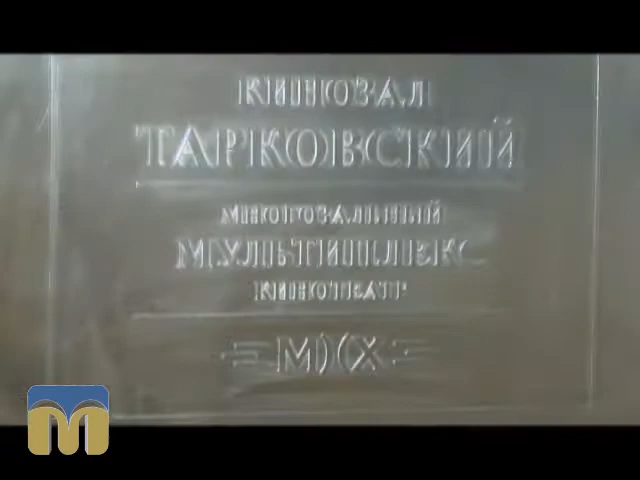 КИНОЗАЛ
ТАРКОВСКИЙ
МНОГОЗАЛЬНЫЙ
МУЛЬТИПЛЕКС
КИНОТЕАТР
M